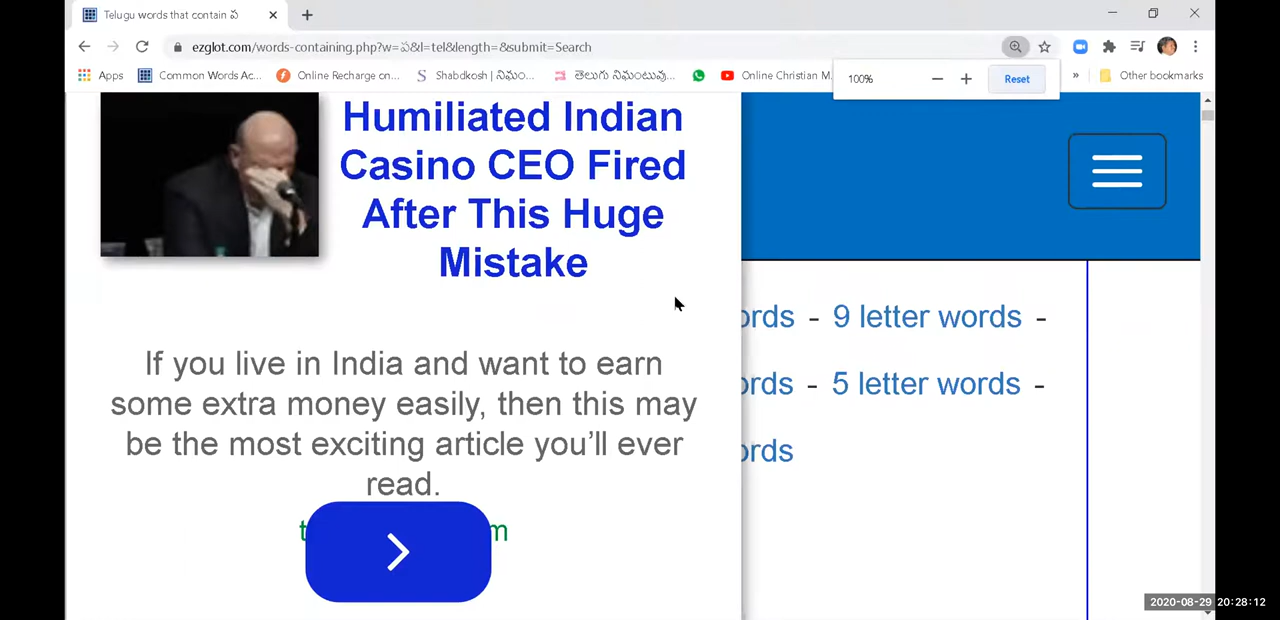 Telugu words that contain ప
ezglot.com/words-containing.php?w=ప&l=tel&length=&submit=Search
Apps
Common Words Ac...
Online Recharge on...
Shabdkosh | నిఘం...
తెలుగు నిఘంటువు...
Online Christian M
»
Other bookmarks
100%
Reset
Humiliated Indian
Casino CEO Fired
After This Huge
Mistake
If you live in India and want to earn
some extra money easily, then this may
be the most exciting article you'll ever
read.
ords - 9 letter words -
ords - 5 letter words -
ords
2020-08-29 20:28:12